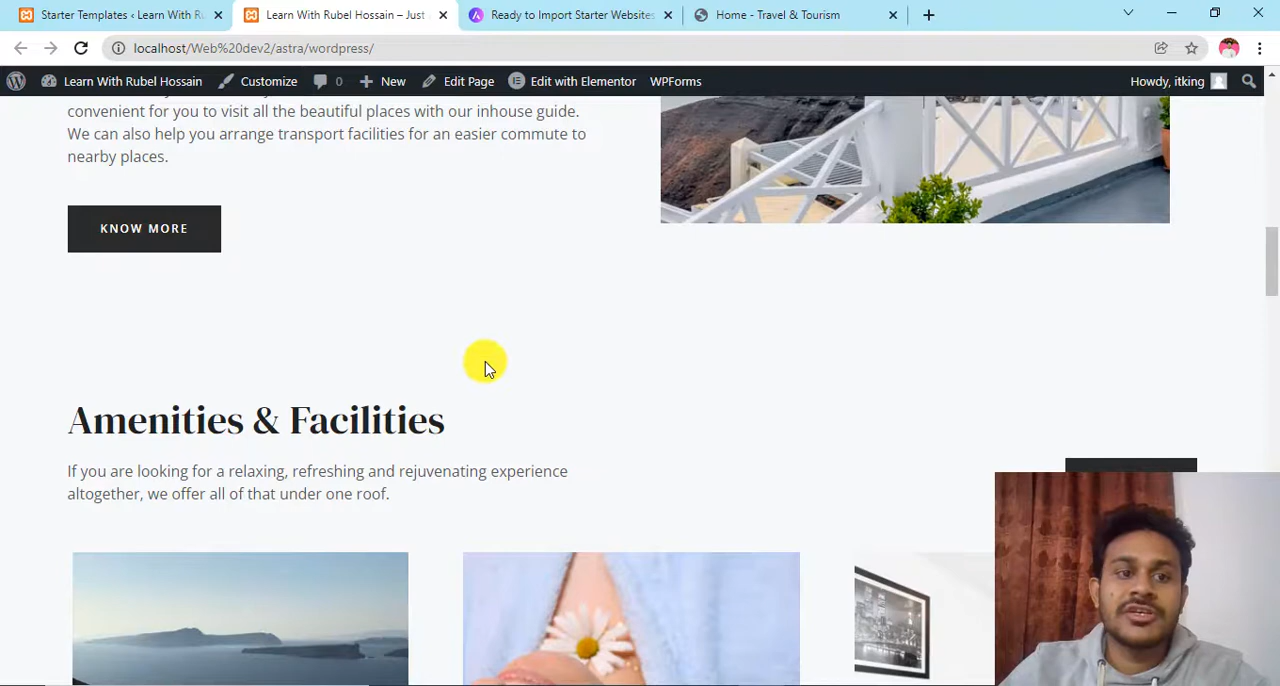 Starter Templates ‹ Learn With Ru
Learn With Rubel Hossain – Just
Ready to Import Starter Websites
Home - Travel & Tourism
localhost/Web%20dev2/astra/wordpress/
Learn With Rubel Hossain
Customize
0
New
Edit Page
Edit with Elementor
WPForms
Howdy, itking
convenient for you to visit all the beautiful places with our inhouse guide.
We can also help you arrange transport facilities for an easier commute to
nearby places.
KNOW MORE
Amenities & Facilities
If you are looking for a relaxing, refreshing and rejuvenating experience
altogether, we offer all of that under one roof.